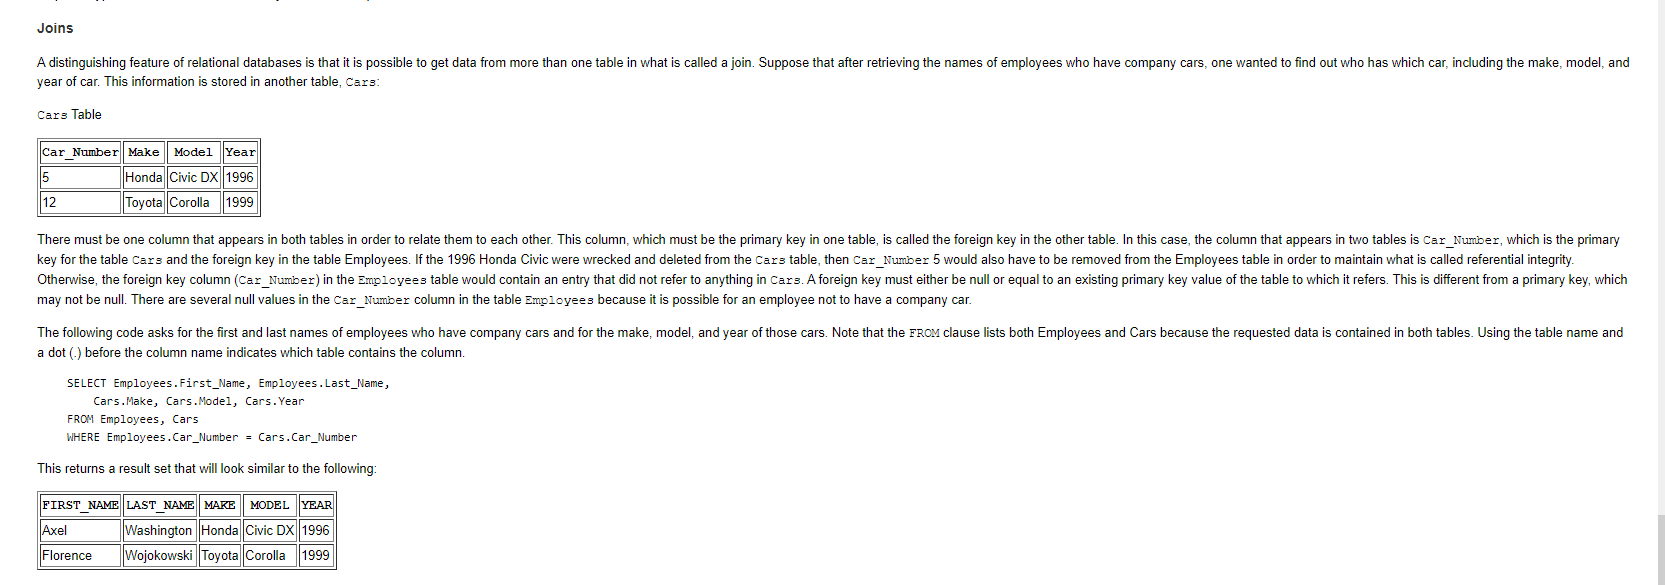 Joins
A distinguishing feature of relational databases is that it is possible to get data from more than one table in what is called a join. Suppose that after retrieving the names of employees who have company cars, one wanted to find out who has which car, including the make, model, and
year of car. This information is stored in another table, Cars:
Cars Table
Car_Number Make Model Year
5 Honda Civic DX 1996
12 Toyota Corolla 1999
There must be one column that appears in both tables in order to relate them to each other. This column, which must be the primary key in one table, is called the foreign key in the other table. In this case, the column that appears in two tables is Car_Number, which is the primary
key for the table Cars and the foreign key in the table Employees. If the 1996 Honda Civic were wrecked and deleted from the Cars table, then Car_Number 5 would also have to be removed from the Employees table in order to maintain what is called referential integrity.
Otherwise, the foreign key column (Car_Number) in the Employees table would contain an entry that did not refer to anything in Cars. A foreign key must either be null or equal to an existing primary key value of the table to which it refers. This is different from a primary key, which
may not be null. There are several null values in the Car_Number column in the table Employees because it is possible for an employee not to have a company car.
The following code asks for the first and last names of employees who have company cars and for the make, model, and year of those cars. Note that the FROM clause lists both Employees and Cars because the requested data is contained in both tables. Using the table name and
a dot (.) before the column name indicates which table contains the column.
SELECT Employees.First_Name, Employees.Last_Name,
Cars.Make, Cars.Model, Cars.Year
FROM Employees, Cars
WHERE Employees.Car_Number = Cars.Car_Number
This returns a result set that will look similar to the following:
FIRST_NAME LAST_NAME MAKE MODEL YEAR
Axel Washington Honda Civic DX 1996
Florence Wojokowski Toyota Corolla 1999